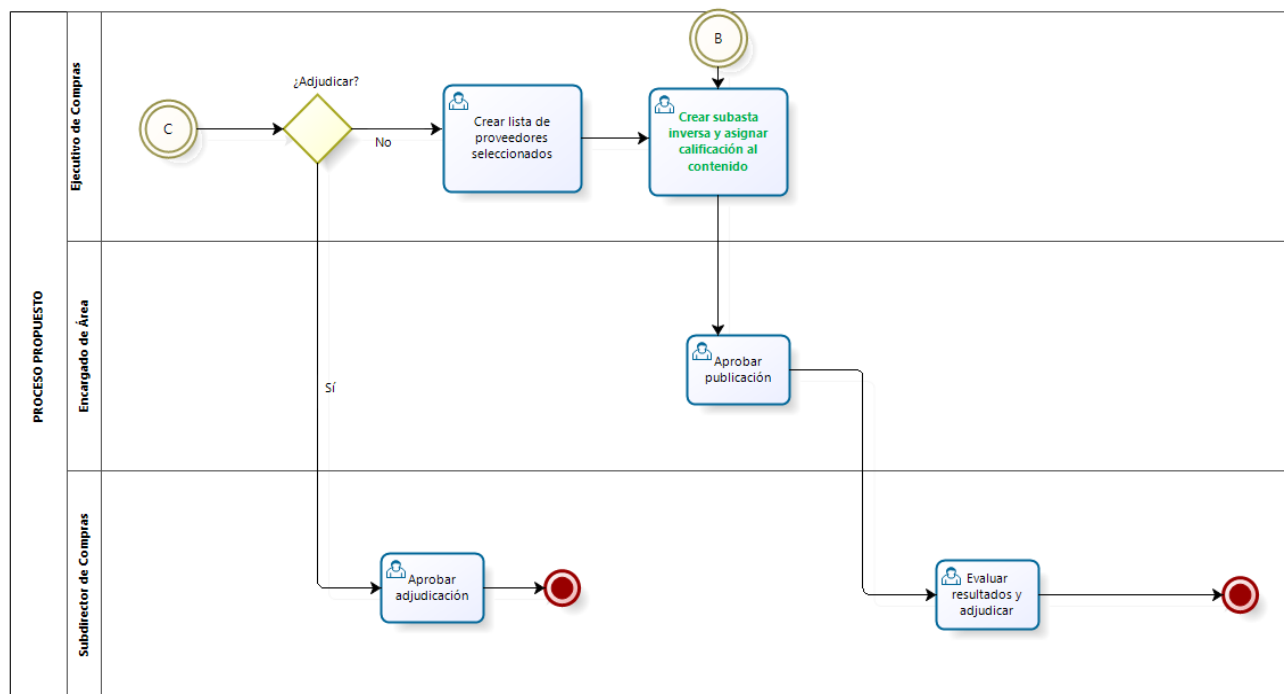 PROCESO PROPUESTO
Ejecutivo de Compras
B
¿Adjudicar?
C
No
Crear lista de
proveedores
seleccionados
Crear subasta
inversa y asignar
calificación al
contenido
Encargado de Área
Sí
Aprobar
publicación
Subdirector de Compras
Aprobar
adjudicación
Evaluar
resultados y
adjudicar